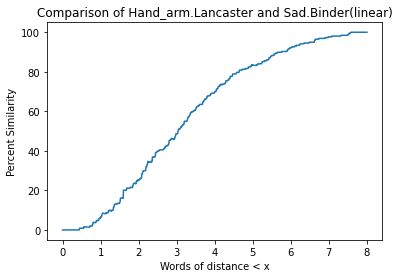 Comparison of Hand_arm.Lancaster and Sad.Binder(linear)
100
80
60
40
20
0
Percent Similarity
0 1 2 3 4 5 6 7 8
Words of distance < x